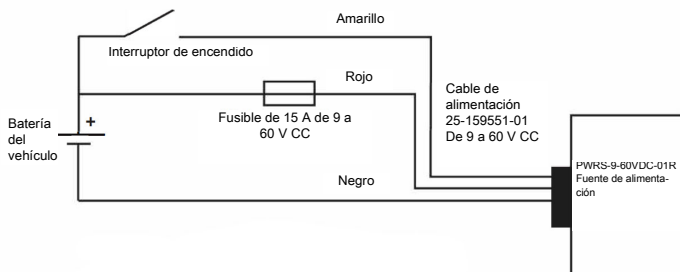 Amarillo
Interruptor de encendido
Rojo
Fusible de 15 A de 9 a
60 V CC
Cable de
alimentación
25-159551-01
De 9 a 60 V CC
Batería
del
vehículo
+
Negro
PWRS-9-60VDC-01R
Fuente de alimenta-
ción